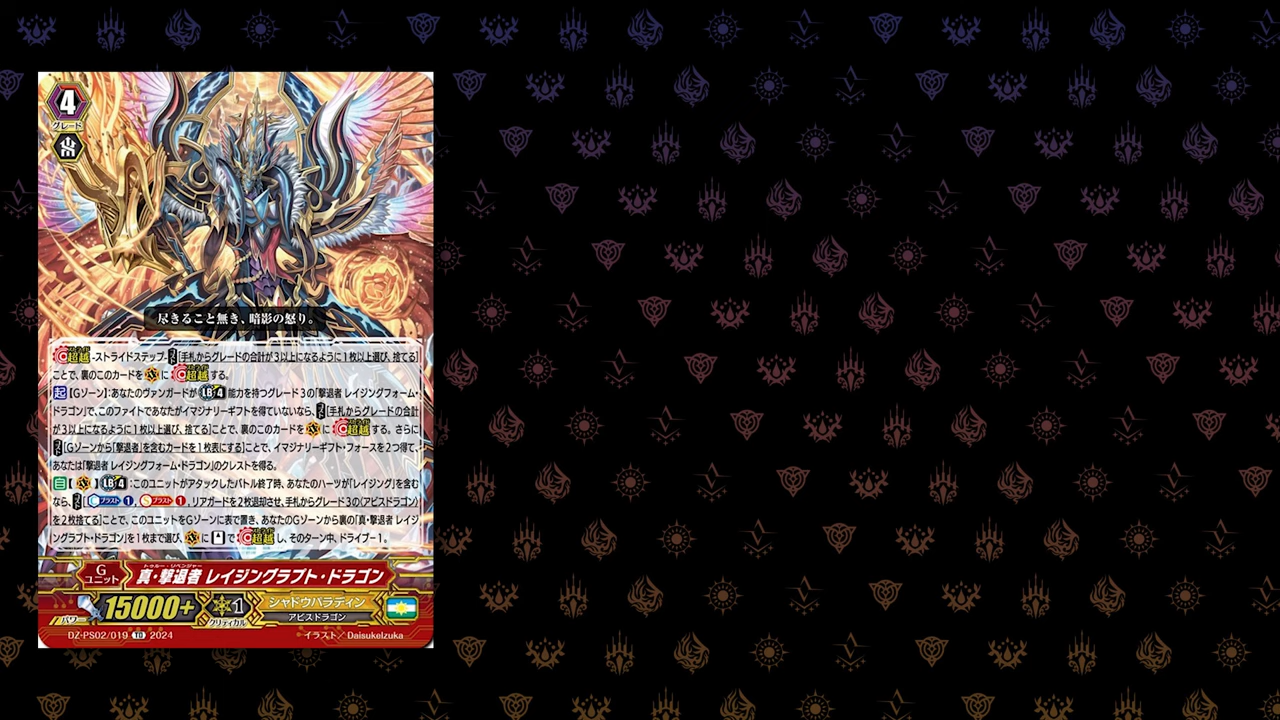 4
グレード
尽きること無き、暗影の怒り。
G超越-ストライドステップ-[手札からグレードの合計が3以上になるように1枚以上選び、捨てる]
ことで、裏のこのカードを にG超越する。
起【Gゾーン】:あなたのヴァンガードがLB4能力を持つグレード3の「撃退者 レイジングフォーム・
ドラゴン」で、このファイトであなたがイマジナリーギフトを得ていないなら、[手札からグレードの合計
が3以上になるように1枚以上選び、捨てる]ことで、裏のこのカードを にG超越する。さらに
[Gゾーンから「撃退者」を含むカードを1枚表にする]ことで、イマジナリーギフト・フォースを2つ得て、
あなたは「撃退者 レイジングフォーム・ドラゴン」のクレストを得る。
自【 】LB4:このユニットがアタックしたバトル終了時、あなたのハーツが「レイジング」を含む
なら、[Cブラスト1,Sブラスト1,リアガードを2枚退却させ、手札からグレード3の〈アビスドラゴン〉
を2枚捨てる]ことで、このユニットをGゾーンに表で置き、あなたのGゾーンから裏の「真・撃退者 レイジ
ングラプト・ドラゴン」を1枚まで選び、 に でG超越し、そのターン中、ドライブ-1。
トゥルー・リベンジャー
G
ユニット
真・撃退者 レイジングラプト・ドラゴン
パワー
15000+
1
クリティカル
シャドウパラディン
アビスドラゴン
DZ-PS02/019 TD 2024
イラスト/DaisukeIzuka